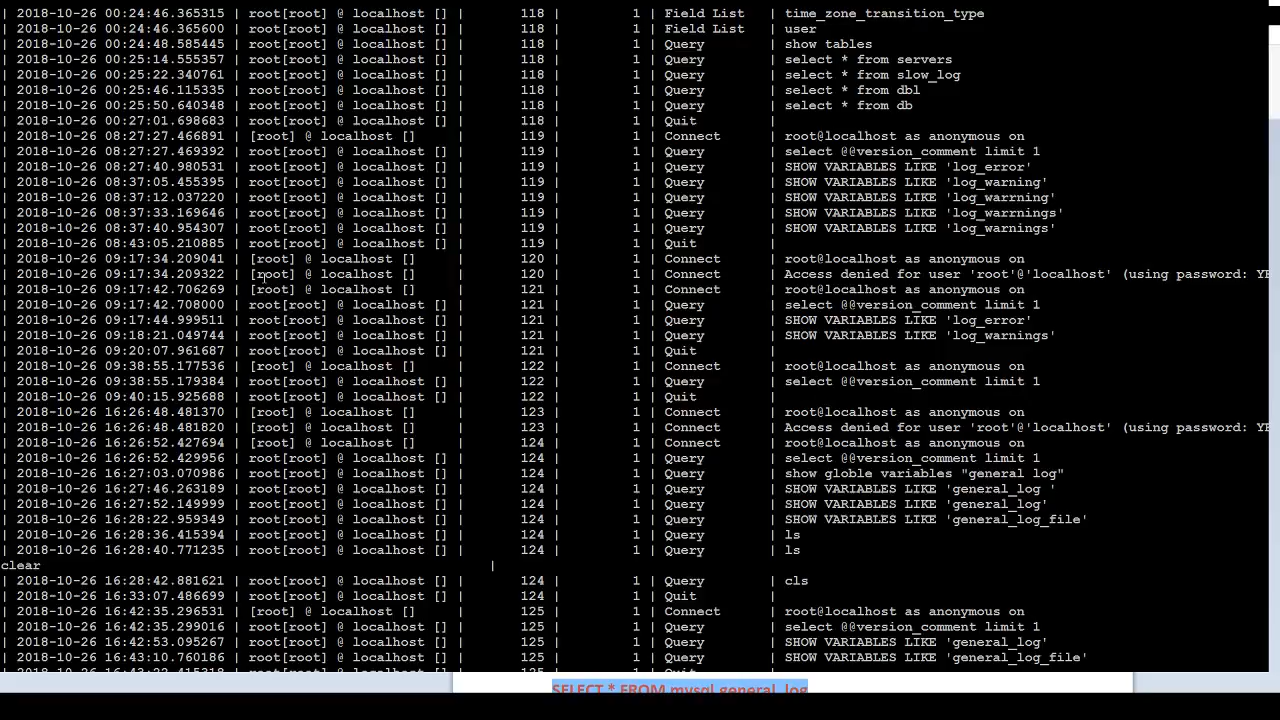 | 2018-10-26 00:24:46.365315 | root[root] @ localhost [] | 118 | 1 | Field List | time_zone_transition_type
| 2018-10-26 00:24:46.365600 | root[root] @ localhost [] | 118 | 1 | Field List | user
| 2018-10-26 00:24:48.585445 | root[root] @ localhost [] | 118 | 1 | Query | show tables
| 2018-10-26 00:25:14.555357 | root[root] @ localhost [] | 118 | 1 | Query | select * from servers
| 2018-10-26 00:25:22.340761 | root[root] @ localhost [] | 118 | 1 | Query | select * from slow_log
| 2018-10-26 00:25:46.115335 | root[root] @ localhost [] | 118 | 1 | Query | select * from dbl
| 2018-10-26 00:25:50.640348 | root[root] @ localhost [] | 118 | 1 | Query | select * from db
| 2018-10-26 00:27:01.698683 | root[root] @ localhost [] | 118 | 1 | Quit |
| 2018-10-26 08:27:27.466891 | [root] @ localhost [] | 119 | 1 | Connect | root@localhost as anonymous on
| 2018-10-26 08:27:27.469392 | root[root] @ localhost [] | 119 | 1 | Query | select @@version_comment limit 1
| 2018-10-26 08:27:40.980531 | root[root] @ localhost [] | 119 | 1 | Query | SHOW VARIABLES LIKE 'log_error'
| 2018-10-26 08:37:05.455395 | root[root] @ localhost [] | 119 | 1 | Query | SHOW VARIABLES LIKE 'log_warning'
| 2018-10-26 08:37:12.037220 | root[root] @ localhost [] | 119 | 1 | Query | SHOW VARIABLES LIKE 'log_warrning'
| 2018-10-26 08:37:33.169646 | root[root] @ localhost [] | 119 | 1 | Query | SHOW VARIABLES LIKE 'log_warrnings'
| 2018-10-26 08:37:40.954307 | root[root] @ localhost [] | 119 | 1 | Query | SHOW VARIABLES LIKE 'log_warnings'
| 2018-10-26 08:43:05.210885 | root[root] @ localhost [] | 119 | 1 | Quit |
| 2018-10-26 09:17:34.209041 | [root] @ localhost [] | 120 | 1 | Connect | root@localhost as anonymous on
| 2018-10-26 09:17:34.209322 | [root] @ localhost [] | 120 | 1 | Connect | Access denied for user 'root'@'localhost' (using password: YE
| 2018-10-26 09:17:42.706269 | [root] @ localhost [] | 121 | 1 | Connect | root@localhost as anonymous on
| 2018-10-26 09:17:42.708000 | root[root] @ localhost [] | 121 | 1 | Query | select @@version_comment limit 1
| 2018-10-26 09:17:44.999511 | root[root] @ localhost [] | 121 | 1 | Query | SHOW VARIABLES LIKE 'log_error'
| 2018-10-26 09:18:21.049744 | root[root] @ localhost [] | 121 | 1 | Query | SHOW VARIABLES LIKE 'log_warnings'
| 2018-10-26 09:20:07.961687 | root[root] @ localhost [] | 121 | 1 | Quit |
| 2018-10-26 09:38:55.177536 | [root] @ localhost [] | 122 | 1 | Connect | root@localhost as anonymous on
| 2018-10-26 09:38:55.179384 | root[root] @ localhost [] | 122 | 1 | Query | select @@version_comment limit 1
| 2018-10-26 09:40:15.925688 | root[root] @ localhost [] | 122 | 1 | Quit |
| 2018-10-26 16:26:48.481370 | [root] @ localhost [] | 123 | 1 | Connect | root@localhost as anonymous on
| 2018-10-26 16:26:48.481820 | [root] @ localhost [] | 123 | 1 | Connect | Access denied for user 'root'@'localhost' (using password: YE
| 2018-10-26 16:26:52.427694 | [root] @ localhost [] | 124 | 1 | Connect | root@localhost as anonymous on
| 2018-10-26 16:26:52.429956 | root[root] @ localhost [] | 124 | 1 | Query | select @@version_comment limit 1
| 2018-10-26 16:27:03.070986 | root[root] @ localhost [] | 124 | 1 | Query | show globle variables "general log"
| 2018-10-26 16:27:46.263189 | root[root] @ localhost [] | 124 | 1 | Query | SHOW VARIABLES LIKE 'general_log '
| 2018-10-26 16:27:52.149999 | root[root] @ localhost [] | 124 | 1 | Query | SHOW VARIABLES LIKE 'general_log'
| 2018-10-26 16:28:22.959349 | root[root] @ localhost [] | 124 | 1 | Query | SHOW VARIABLES LIKE 'general_log_file'
| 2018-10-26 16:28:36.415394 | root[root] @ localhost [] | 124 | 1 | Query | ls
| 2018-10-26 16:28:40.771235 | root[root] @ localhost [] | 124 | 1 | Query | ls
clear |
| 2018-10-26 16:28:42.881621 | root[root] @ localhost [] | 124 | 1 | Query | cls
| 2018-10-26 16:33:07.486699 | root[root] @ localhost [] | 124 | 1 | Quit |
| 2018-10-26 16:42:35.296531 | [root] @ localhost [] | 125 | 1 | Connect | root@localhost as anonymous on
| 2018-10-26 16:42:35.299016 | root[root] @ localhost [] | 125 | 1 | Query | select @@version_comment limit 1
| 2018-10-26 16:42:53.095267 | root[root] @ localhost [] | 125 | 1 | Query | SHOW VARIABLES LIKE 'general_log'
| 2018-10-26 16:43:10.760186 | root[root] @ localhost [] | 125 | 1 | Query | SHOW VARIABLES LIKE 'general_log_file'
SELECT * FROM mysql.general_log